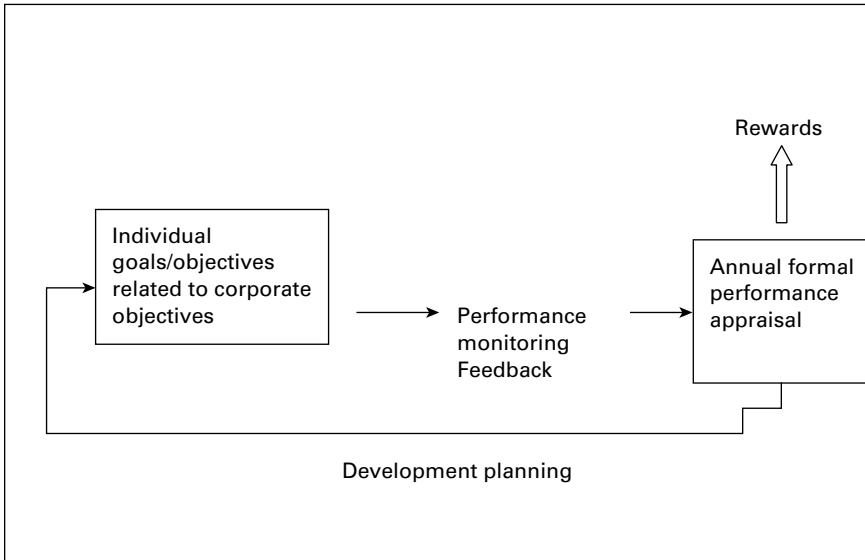 Rewards
Individual
goals/objectives
related to corporate
objectives
Performance
monitoring
Feedback
Annual formal
performance
appraisal
Development planning